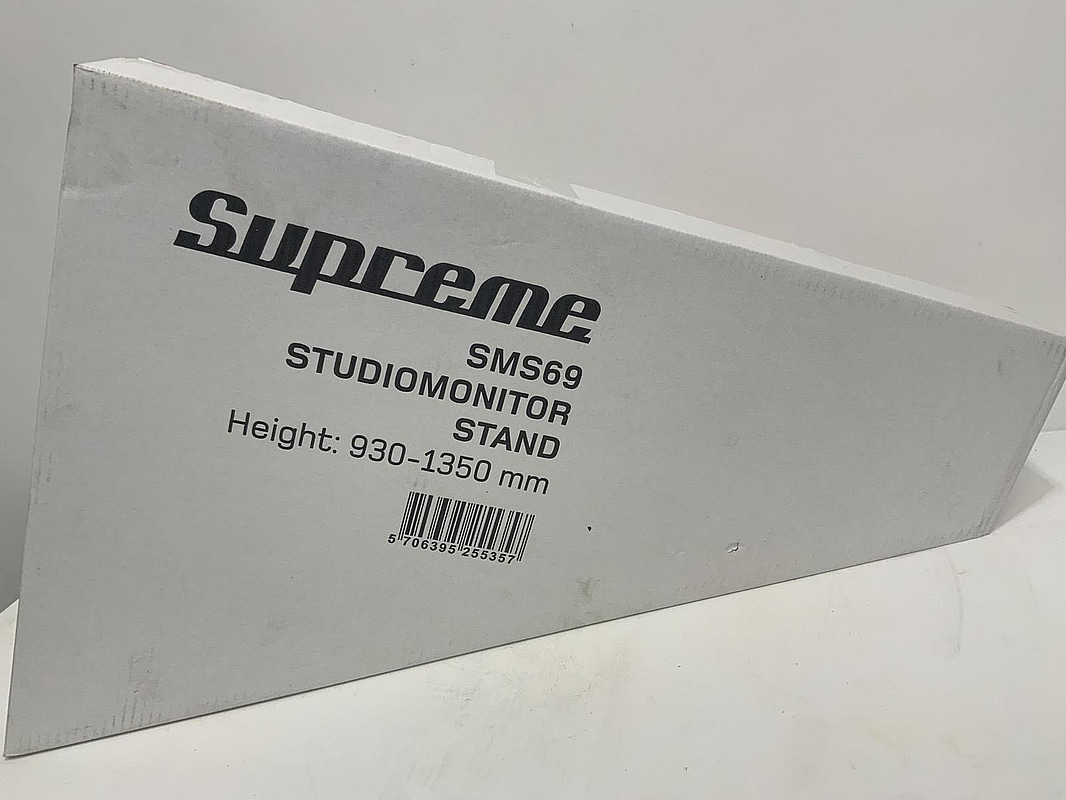 Supreme
SMS69
STUDIOMONITOR
STAND
Height: 930-1350 mm
5 706395 255357